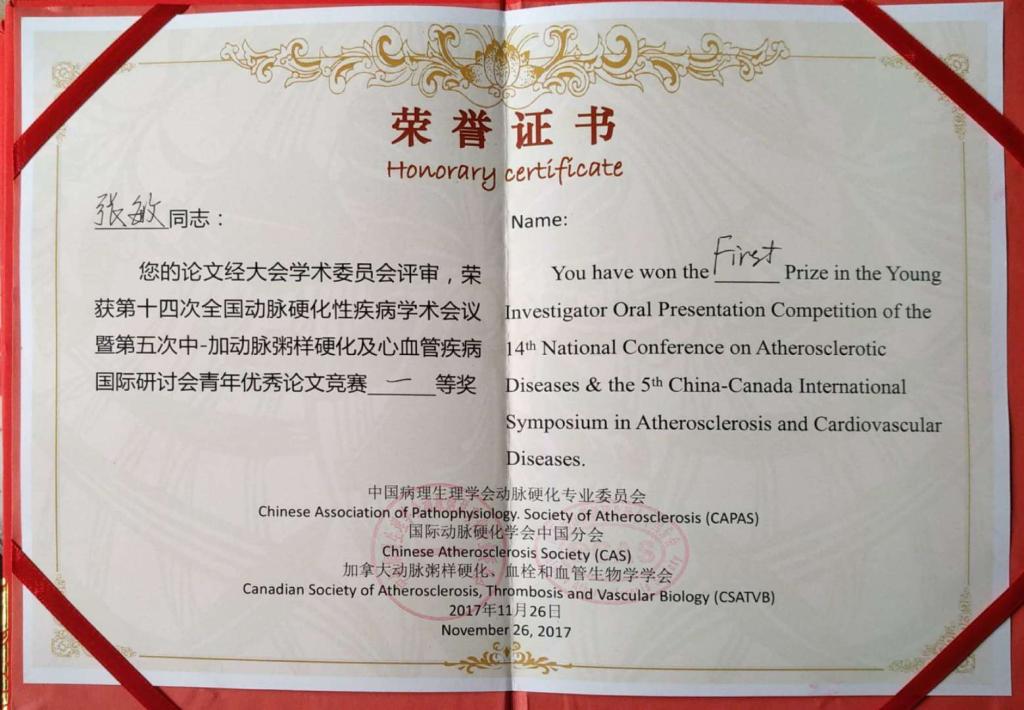 荣誉证书
Honorary certificate
张敏同志：
您的论文经大会学术委员会评审，荣
获第十四次全国动脉硬化性疾病学术会议
暨第五次中-加动脉粥样硬化及心血管疾病
国际研讨会青年优秀论文竞赛 一 等奖
Name:
You have won the First Prize in the Young
Investigator Oral Presentation Competition of the
14th National Conference on Atherosclerotic
Diseases & the 5th China-Canada International
Symposium in Atherosclerosis and Cardiovascular
Diseases.
中国病理生理学会动脉硬化专业委员会
Chinese Association of Pathophysiology. Society of Atherosclerosis (CAPAS)
国际动脉硬化学会中国分会
Chinese Atherosclerosis Society (CAS)
加拿大动脉粥样硬化、血栓和血管生物学学会
Canadian Society of Atherosclerosis, Thrombosis and Vascular Biology (CSATVB)
2017年11月26日
November 26, 2017